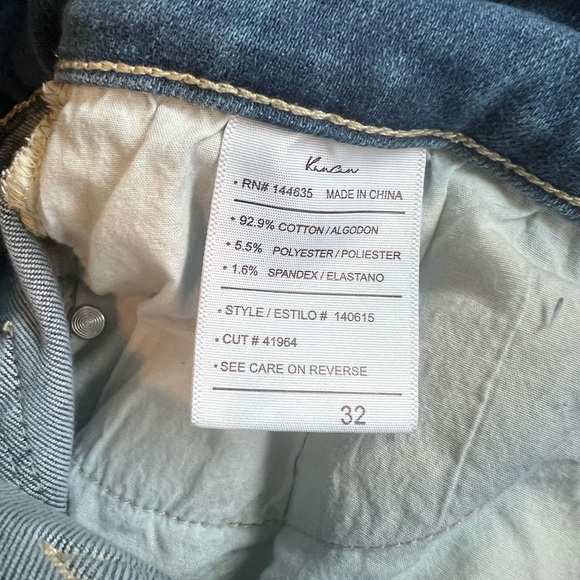 • RN# 144635 MADE IN CHINA
• 92.9% COTTON / ALGODON
• 5.5% POLYESTER / POLIESTER
• 1.6% SPANDEX / ELASTANO
• STYLE / ESTILO # 140615
• CUT # 41964
• SEE CARE ON REVERSE
32